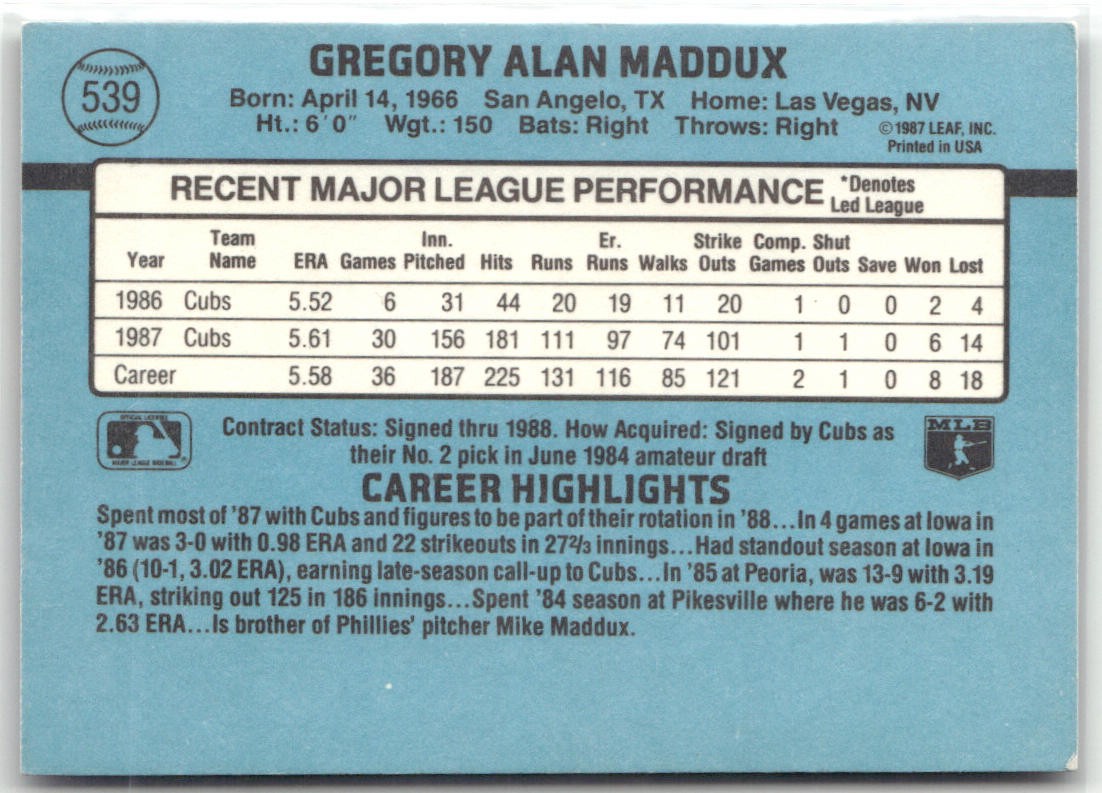 539
GREGORY ALAN MADDUX
Born: April 14, 1966 San Angelo, TX Home: Las Vegas, NV
Ht.: 6'0" Wgt.: 150 Bats: Right Throws: Right
©1987 LEAF, INC.
Printed in USA
RECENT MAJOR LEAGUE PERFORMANCE
*Denotes
Led League
Year Team Name ERA Games Inn. Pitched Hits Runs Er. Runs Walks Strike Outs Comp. Games Shut Outs Save Won Lost
1986 Cubs 5.52 6 31 44 20 19 11 20 1 0 0 2 4
1987 Cubs 5.61 30 156 181 111 97 74 101 1 1 0 6 14
Career 5.58 36 187 225 131 116 85 121 2 1 0 8 18
OFFICIAL LICENSEE
MAJOR LEAGUE BASEBALL
Contract Status: Signed thru 1988. How Acquired: Signed by Cubs as
their No. 2 pick in June 1984 amateur draft
MLB
CAREER HIGHLIGHTS
Spent most of '87 with Cubs and figures to be part of their rotation in '88...In 4 games at Iowa in
'87 was 3-0 with 0.98 ERA and 22 strikeouts in 27 2/3 innings...Had standout season at Iowa in
'86 (10-1, 3.02 ERA), earning late-season call-up to Cubs...In '85 at Peoria, was 13-9 with 3.19
ERA, striking out 125 in 186 innings...Spent '84 season at Pikesville where he was 6-2 with
2.63 ERA...Is brother of Phillies' pitcher Mike Maddux.